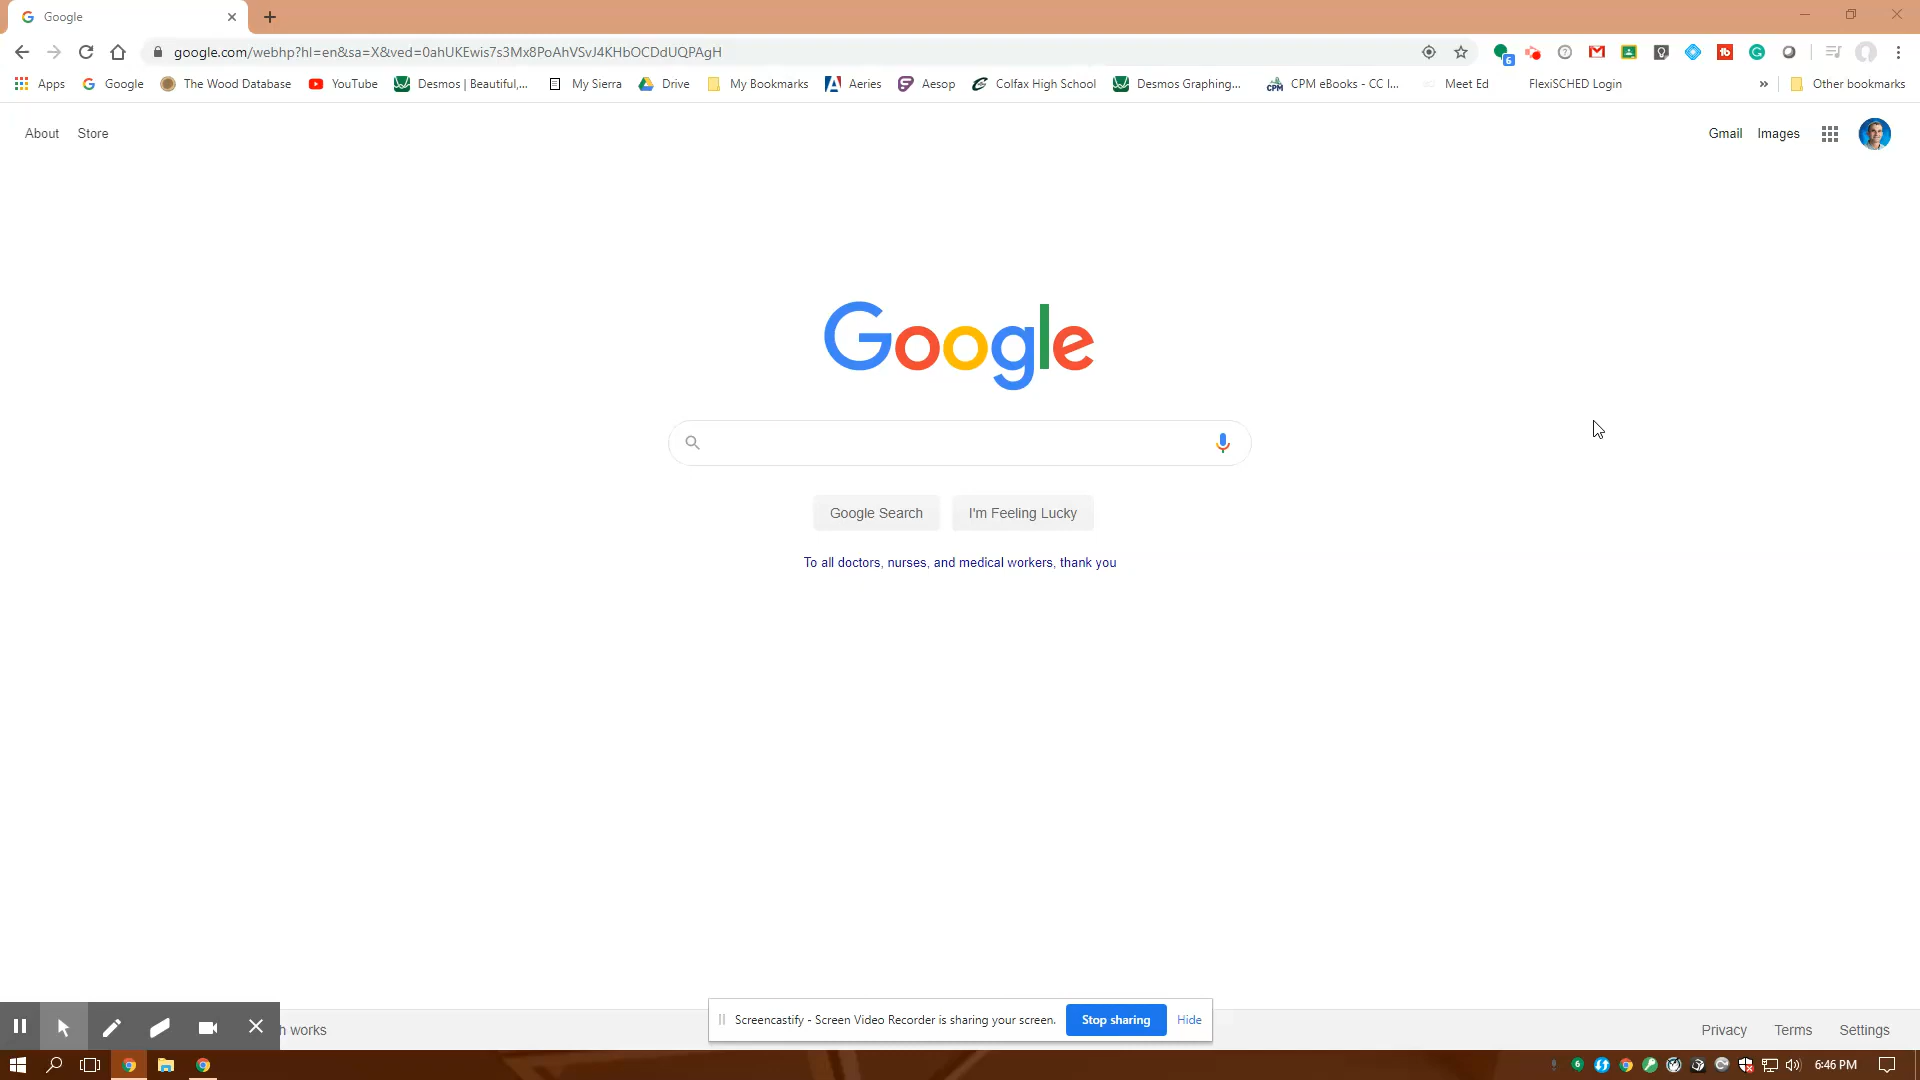 Google
google.com/webhp?hl=en&sa=X&ved=0ahUKEwis7s3Mx8PoAhVSvJ4KHbOCDdUQPAgH
6
Apps Google The Wood Database YouTube Desmos | Beautiful,... My Sierra Drive My Bookmarks Aeries Aesop Colfax High School Desmos Graphing... CPM CPM eBooks - CC I... Meet Ed FlexiSCHED Login » Other bookmarks
About Store Gmail Images
Google
Google Search I'm Feeling Lucky
To all doctors, nurses, and medical workers, thank you
h works
Screencastify - Screen Video Recorder is sharing your screen. Stop sharing Hide
Privacy Terms Settings
6:46 PM